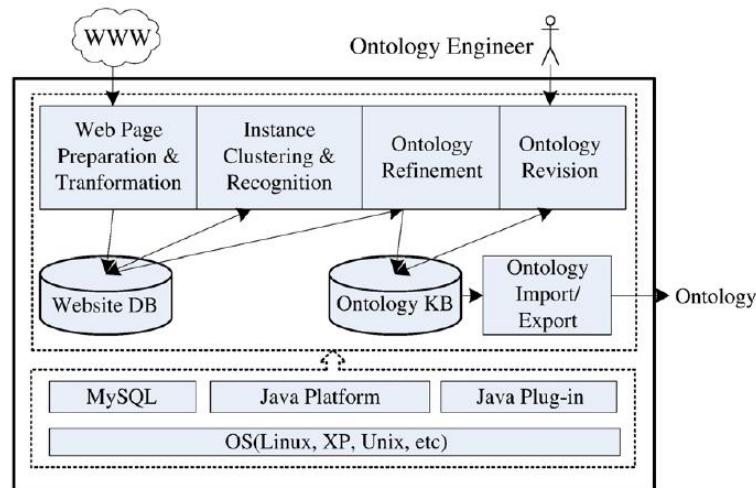 WWW
Ontology Engineer
Web Page
Preparation &
Tranformation
Instance
Clustering &
Recognition
Ontology
Refinement
Ontology
Revision
Website DB
Ontology KB
Ontology
Import/
Export
Ontology
MySQL
Java Platform
Java Plug-in
OS(Linux, XP, Unix, etc)